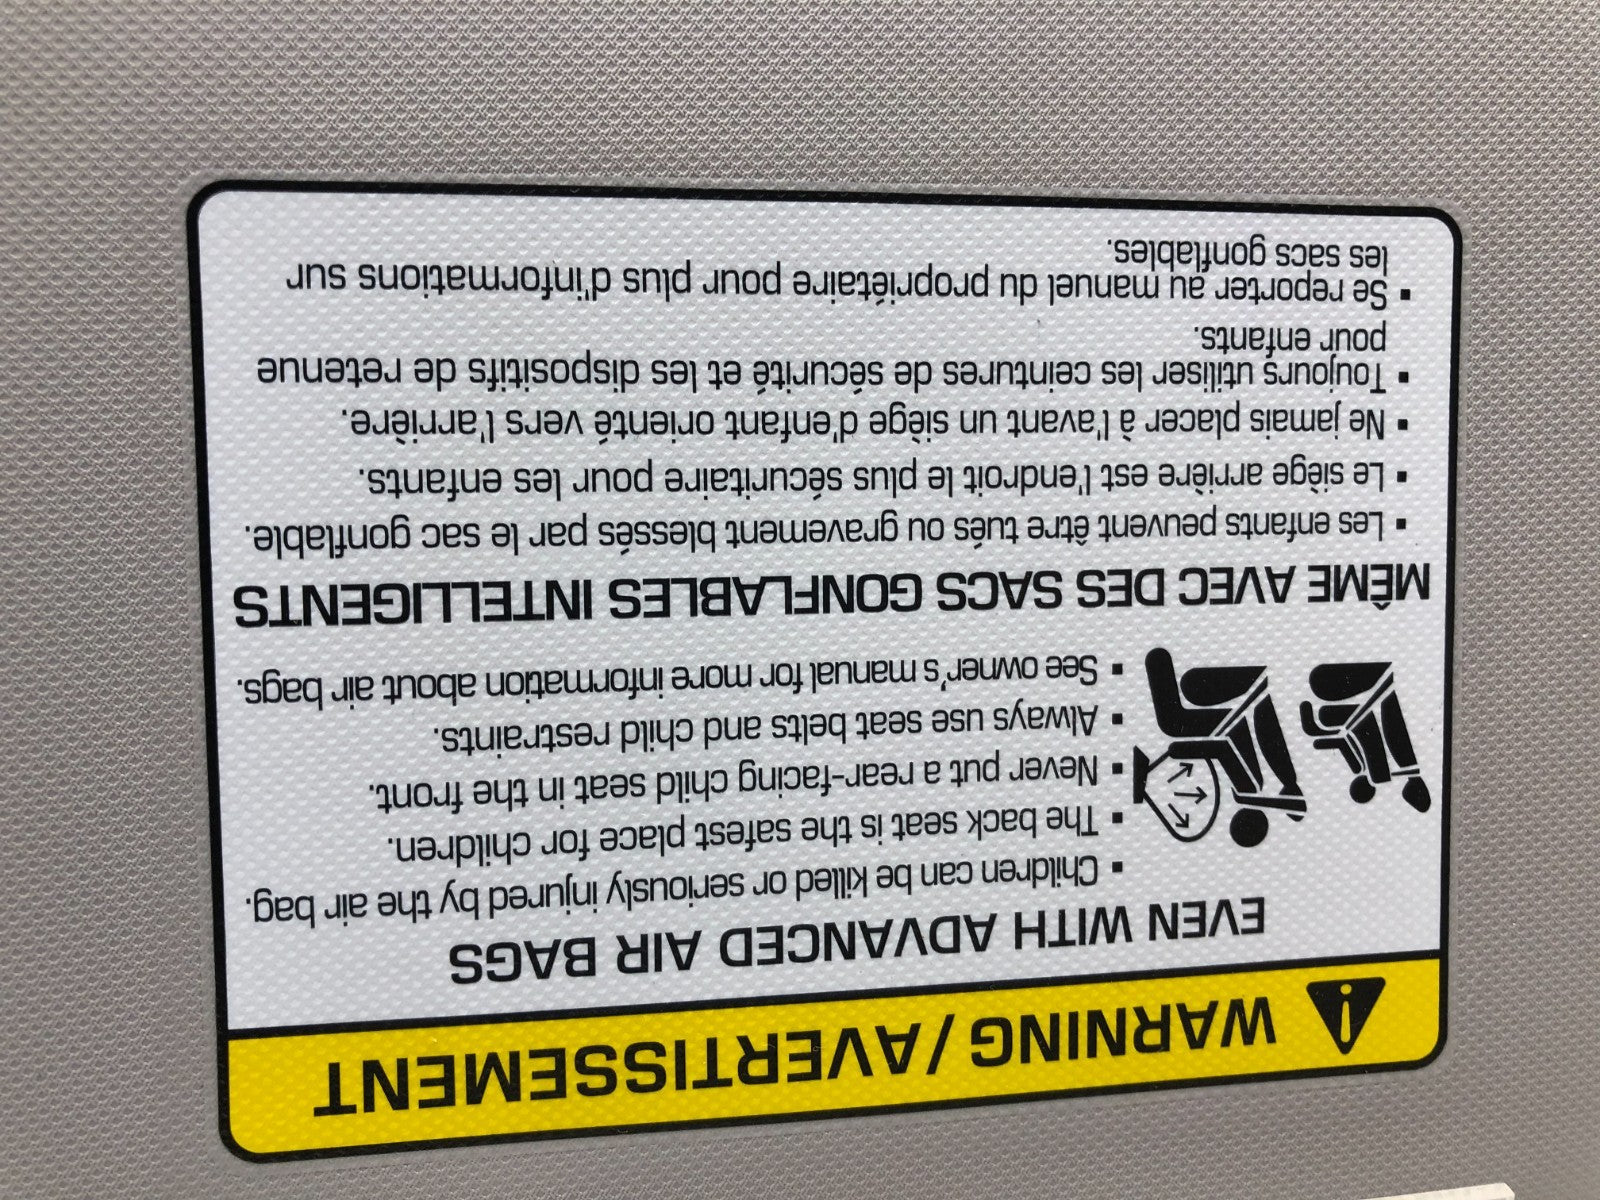 WARNING / AVERTISSEMENT
EVEN WITH ADVANCED AIR BAGS
▪ Children can be killed or seriously injured by the air bag.
▪ The back seat is the safest place for children.
▪ Never put a rear-facing child seat in the front.
▪ Always use seat belts and child restraints.
▪ See owner's manual for more information about air bags.
MÊME AVEC DES SACS GONFLABLES INTELLIGENTS
▪ Les enfants peuvent être tués ou gravement blessés par le sac gonflable.
▪ Le siège arrière est l'endroit le plus sécuritaire pour les enfants.
▪ Ne jamais placer à l'avant un siège d'enfant orienté vers l'arrière.
▪ Toujours utiliser les ceintures de sécurité et les dispositifs de retenue
pour enfants.
▪ Se reporter au manuel du propriétaire pour plus d'informations sur
les sacs gonflables.